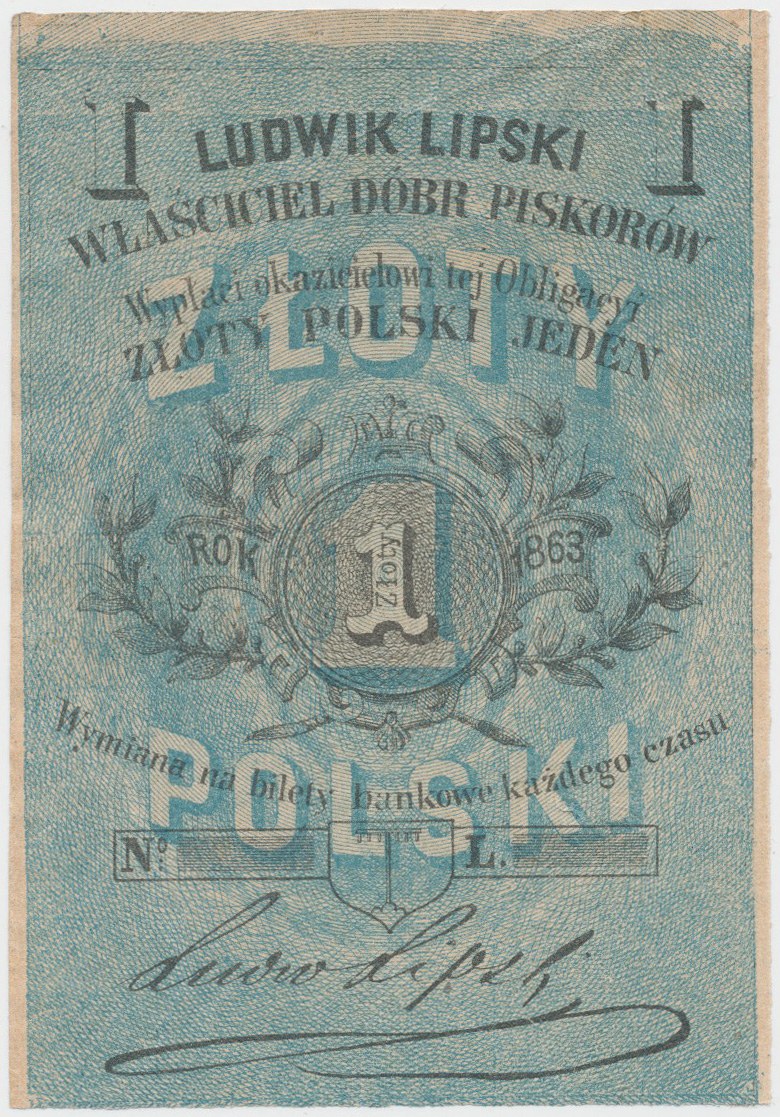 1 LUDWIK LIPSKI 1
WŁAŚCICIEL DÓBR PISKORÓW
Wypłaci okazicielowi tej Obligacyi
ZŁOTY POLSKI JEDEN
ZŁOTY
ROK 1 Złoty 1863
1
POLSKI
Wymiana na bilety bankowe każdego czasu
No. L.
Ludw Lipski